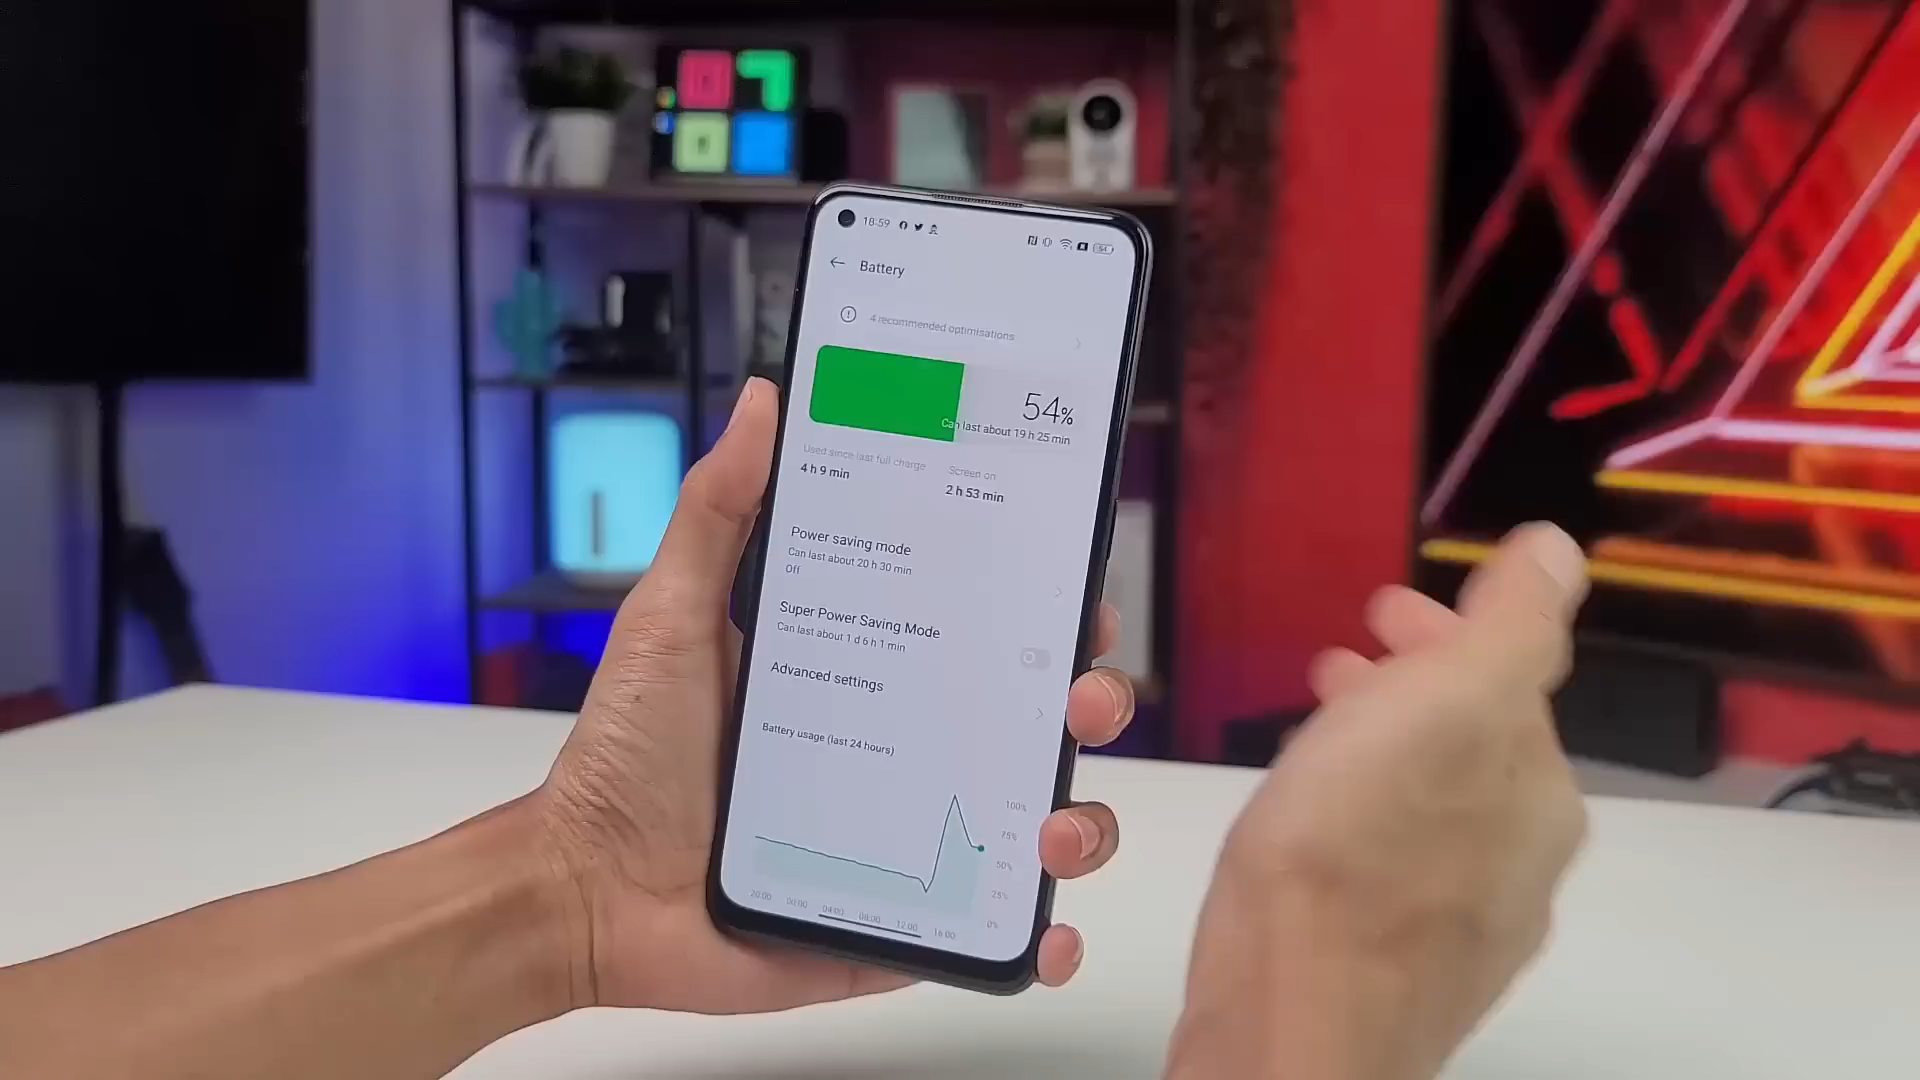 18:59
54
Battery
4 recommended optimisations
54%
Can last about 19 h 25 min
Used since last full charge
4 h 9 min
Screen on
2 h 53 min
Power saving mode
Can last about 20 h 30 min
Off
Super Power Saving Mode
Can last about 1 d 6 h 1 min
Advanced settings
Battery usage (last 24 hours)
100%
75%
50%
25%
0%
20:00 00:00 04:00 08:00 12:00 16:00